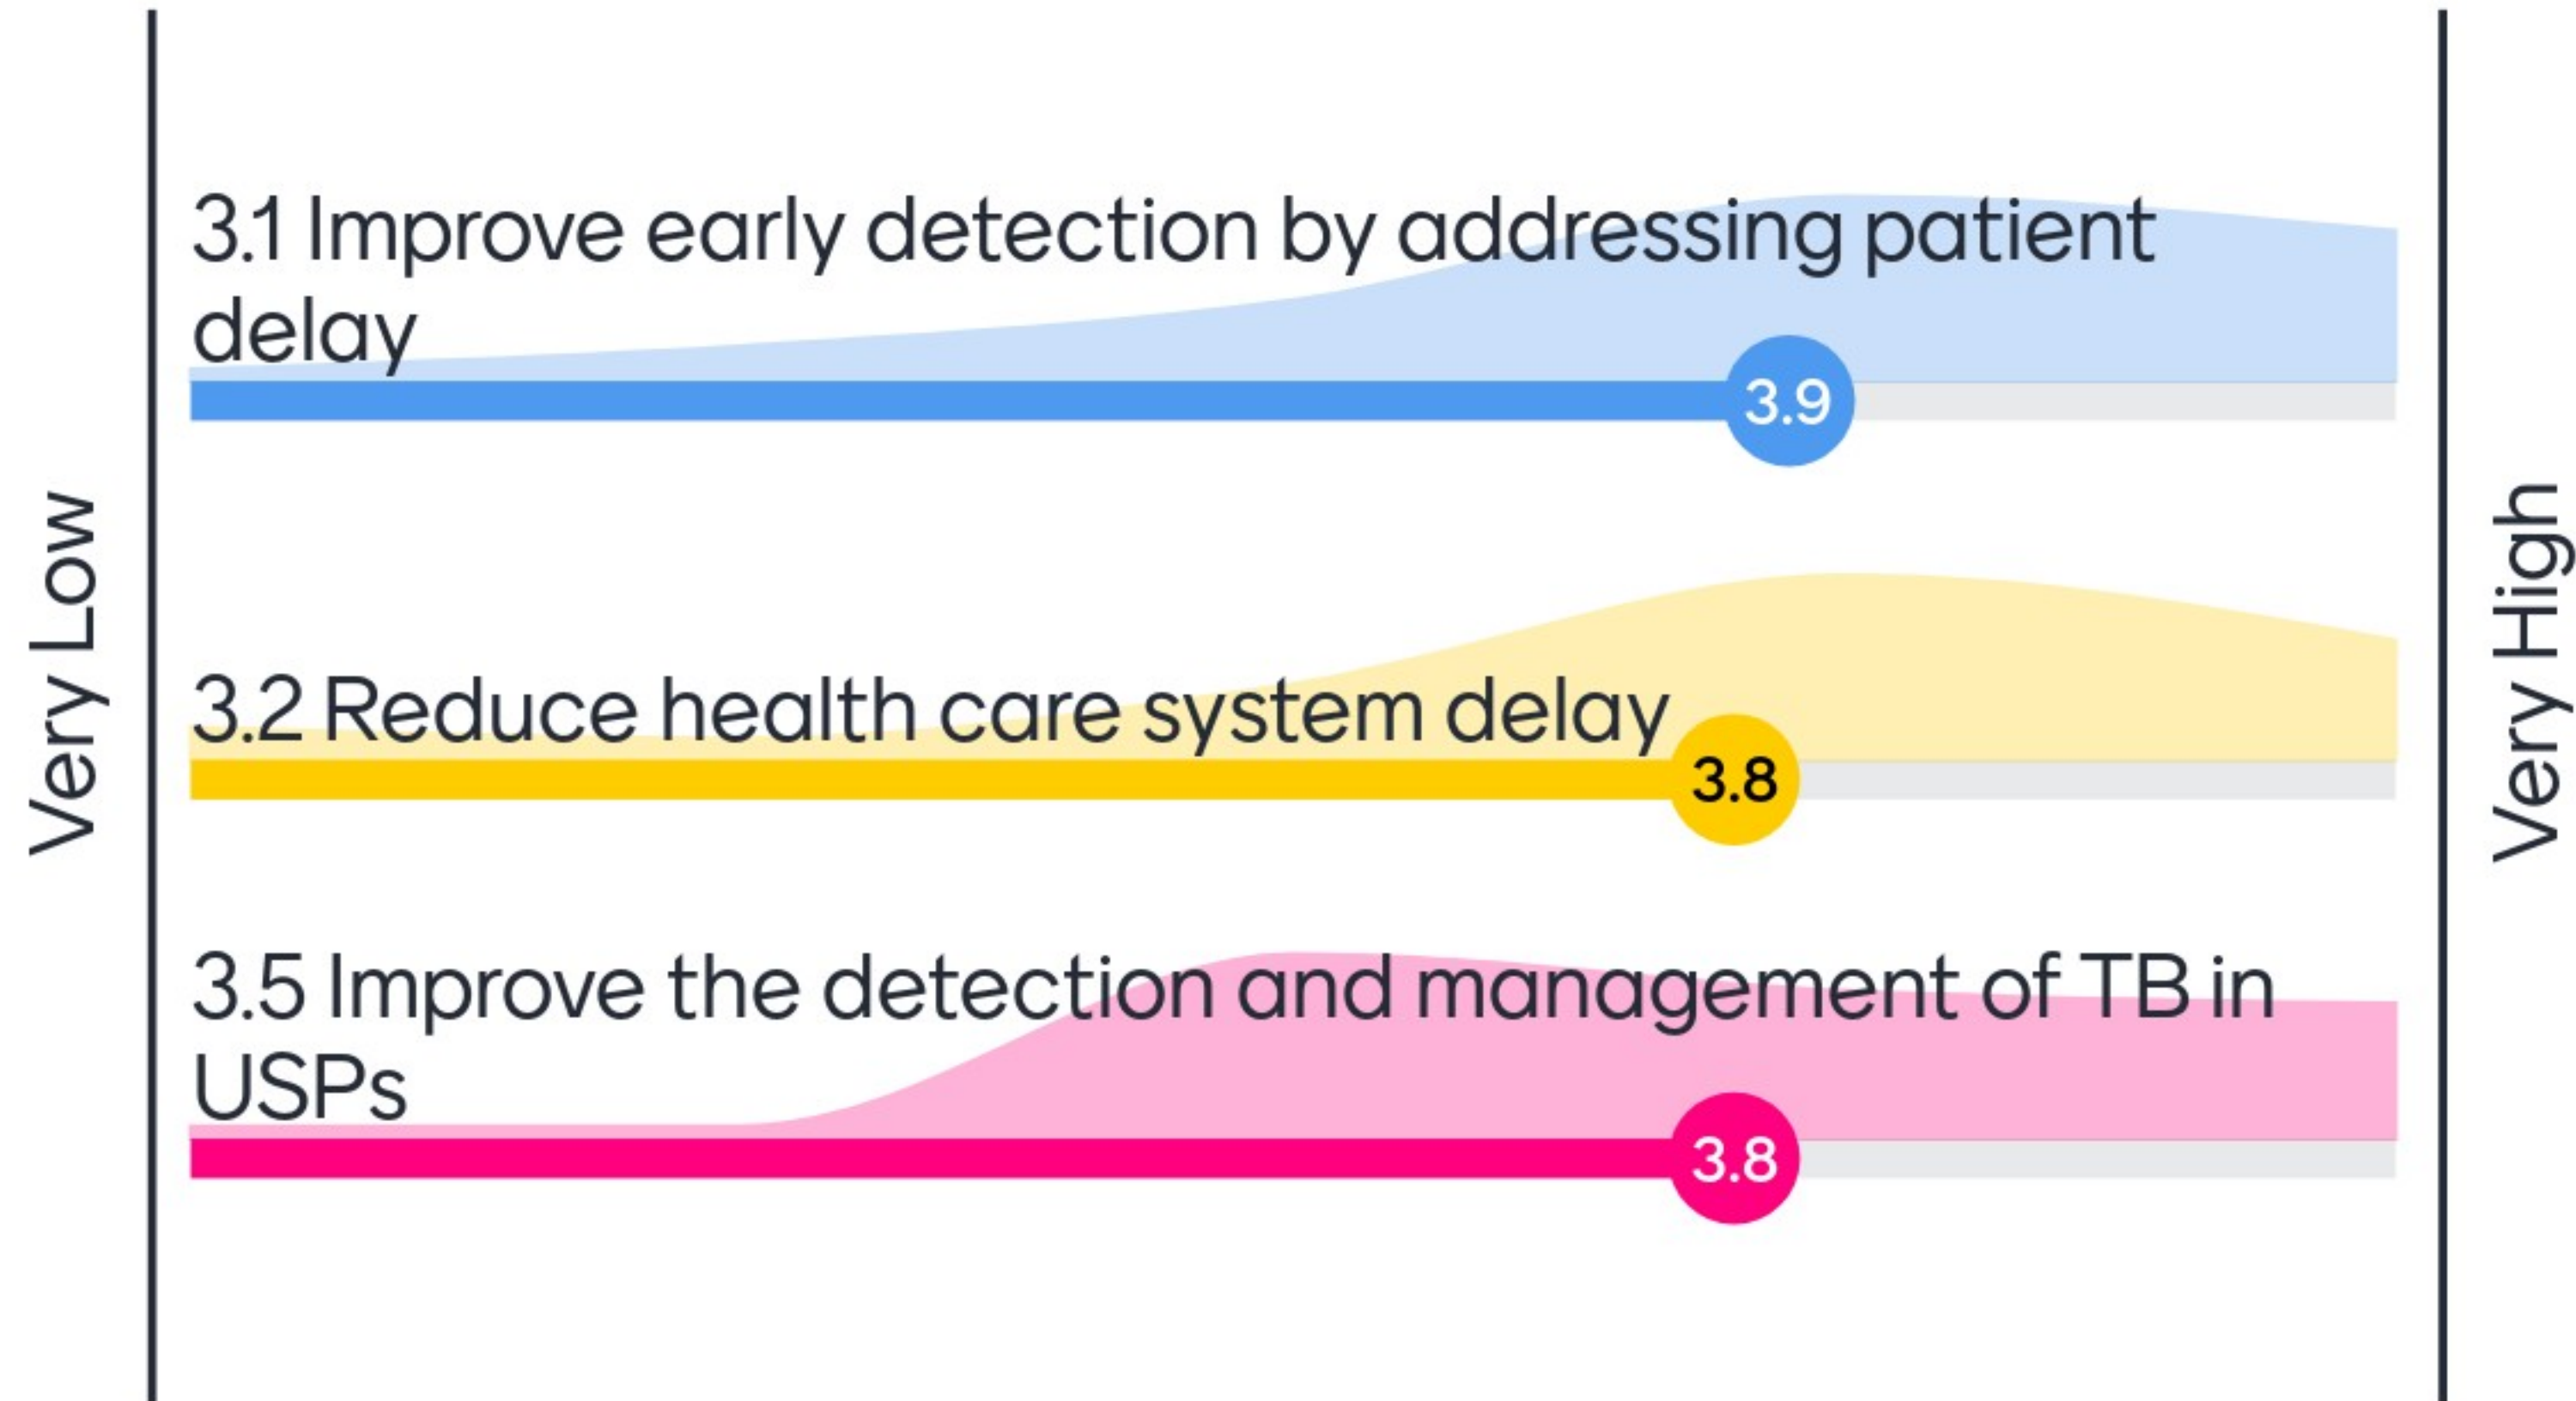 Very Low
3.1 Improve early detection by addressing patient
delay
3.9
3.2 Reduce health care system delay
3.8
3.5 Improve the detection and management of TB in
USPs
3.8
Very High